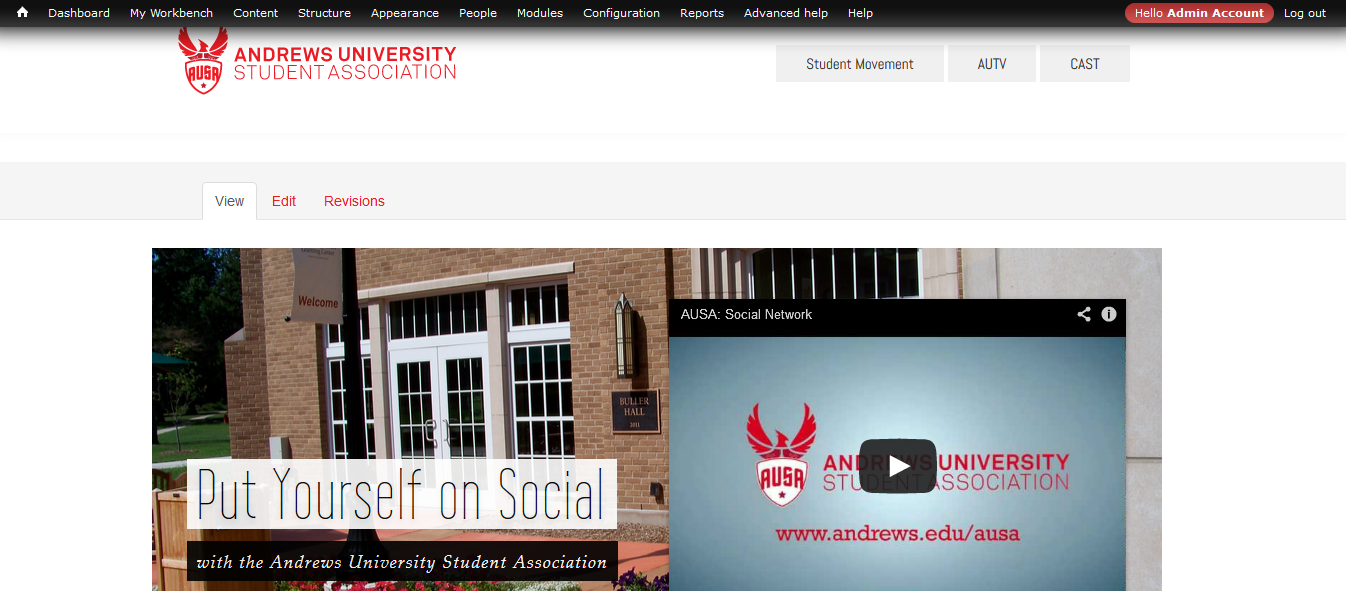 Dashboard My Workbench Content Structure Appearance People Modules Configuration Reports Advanced help Help Hello Admin Account Log out
AUSA
ANDREWS UNIVERSITY
STUDENT ASSOCIATION
Student Movement AUTV CAST
View Edit Revisions
Welcome
BULLER
HALL
2011
AUSA: Social Network
AUSA
ANDREWS UNIVERSITY
STUDENT ASSOCIATION
www.andrews.edu/ausa
Put Yourself on Social
with the Andrews University Student Association